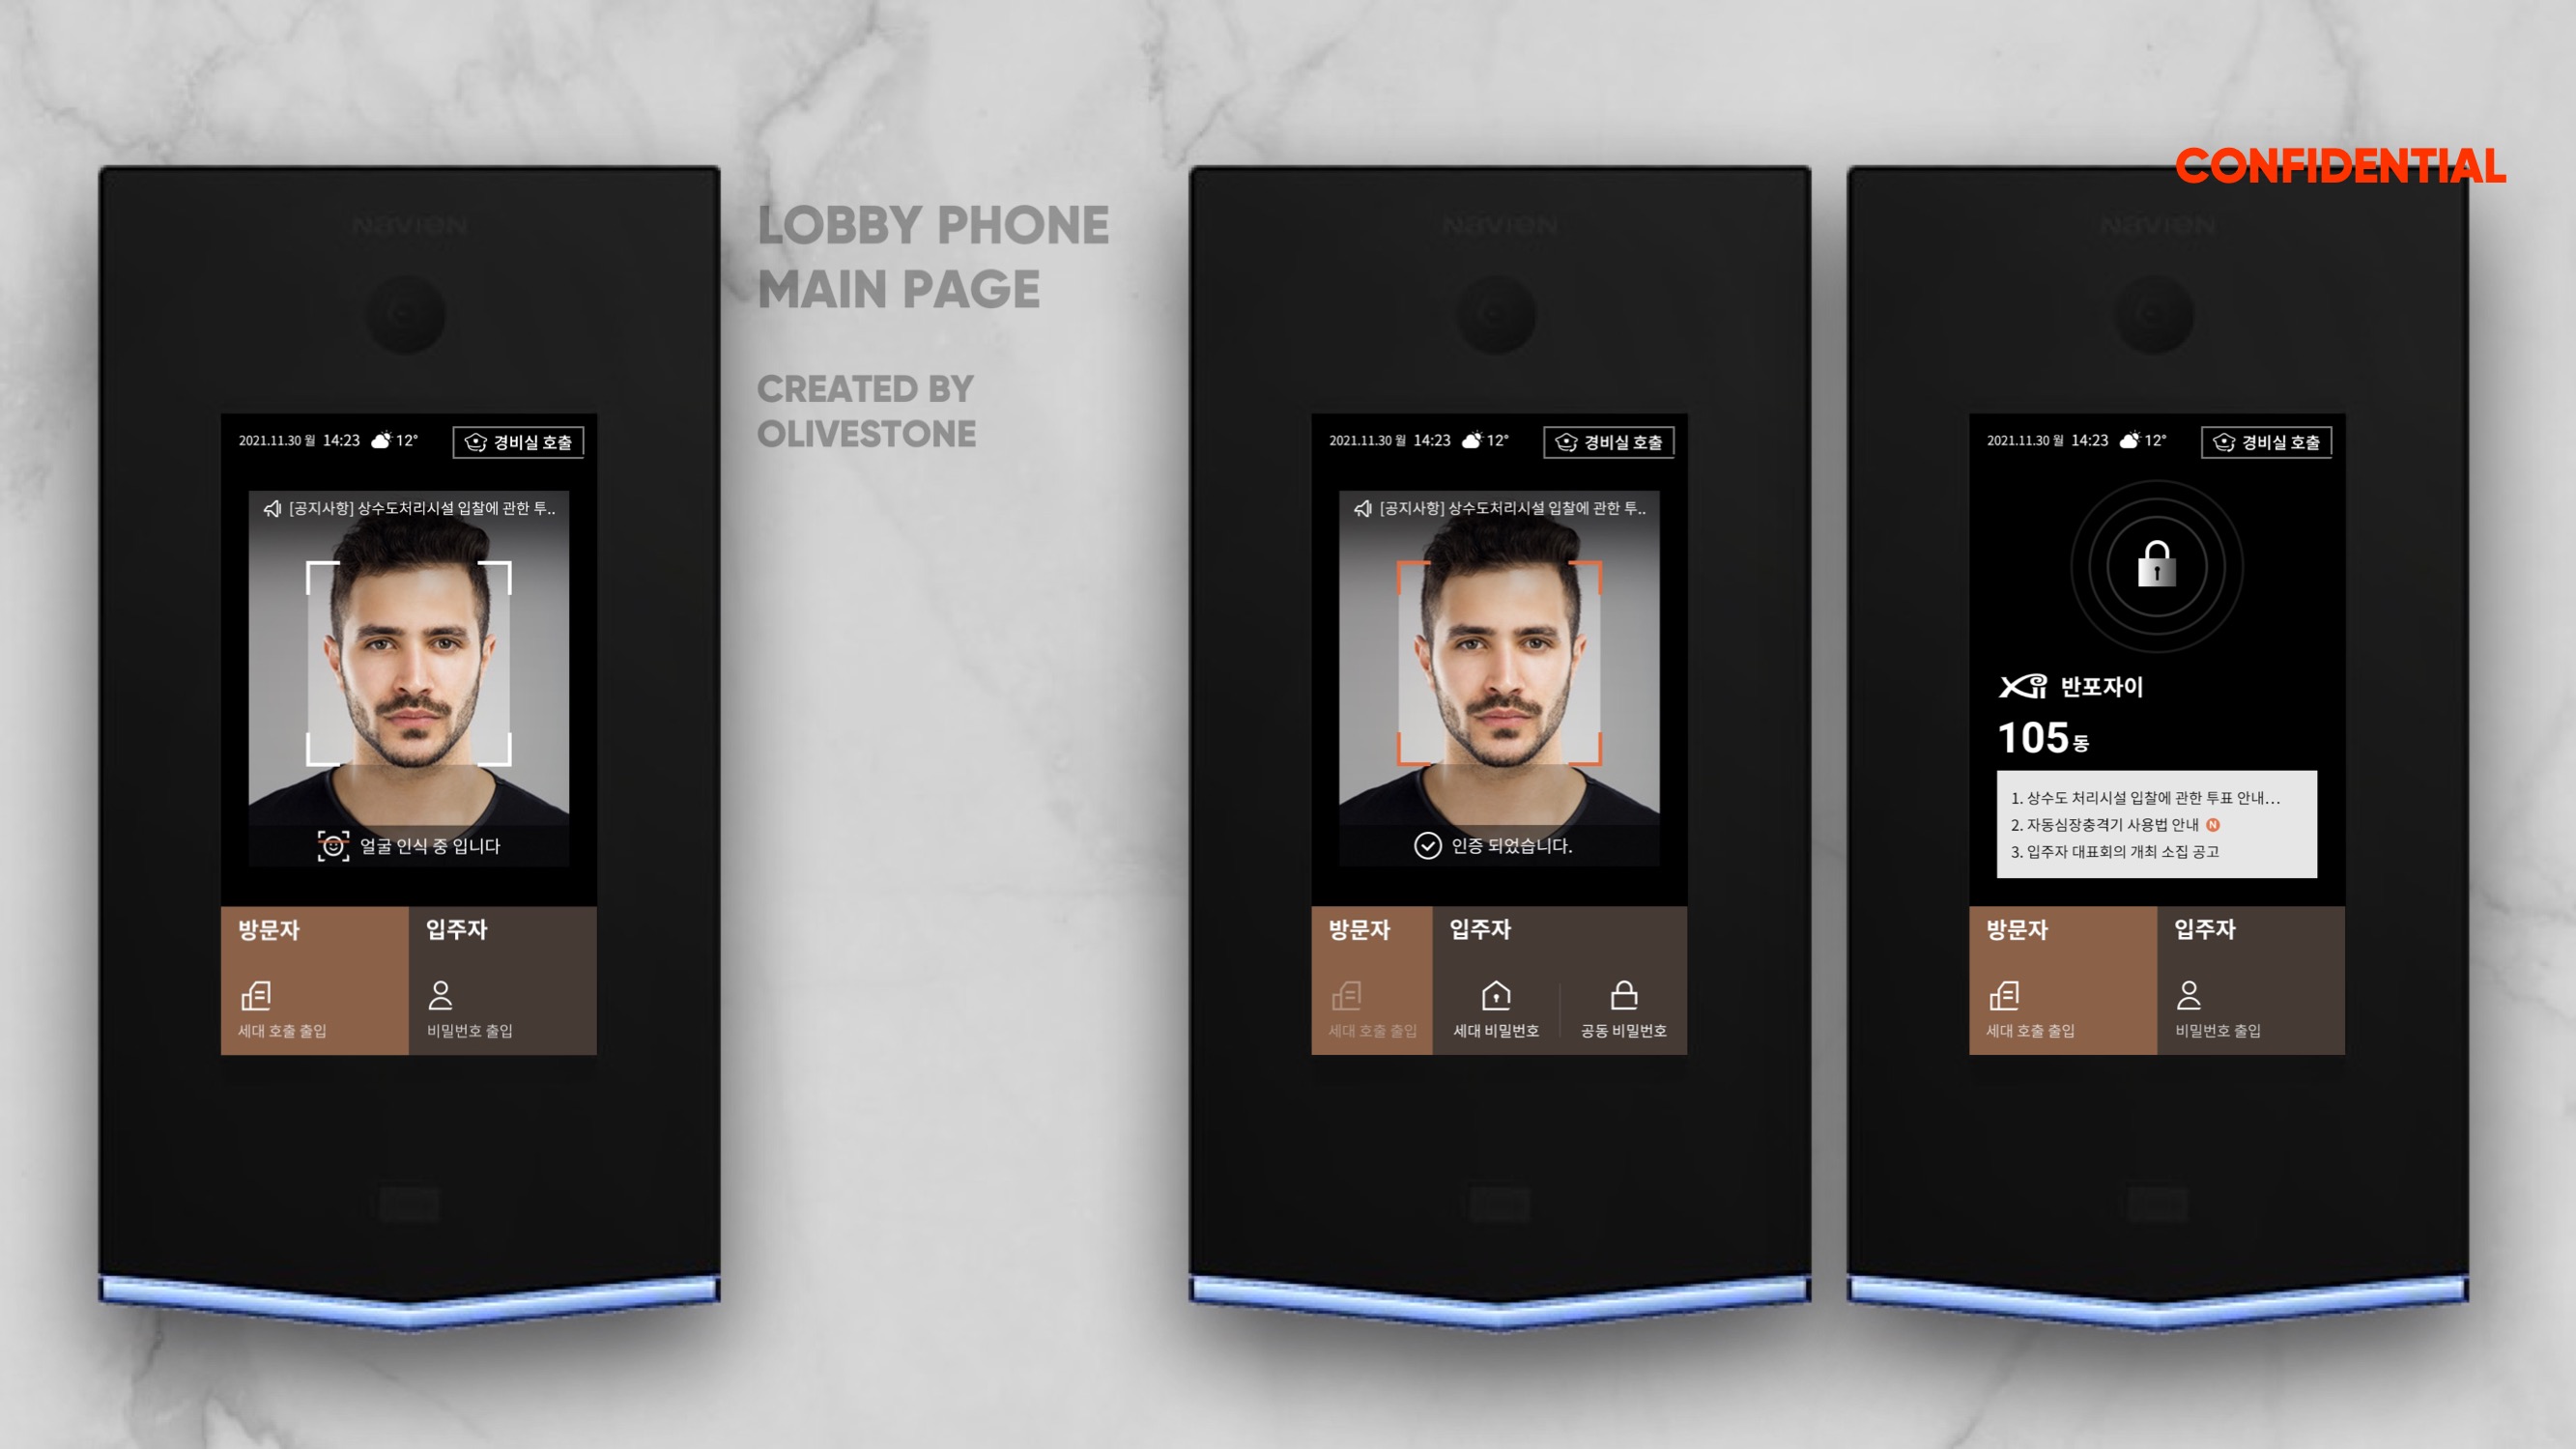 CONFIDENTIAL
LOBBY PHONE
MAIN PAGE
CREATED BY
OLIVESTONE
NAVIEN
2021.11.30 월 14:23 12°
경비실 호출
[공지사항] 상수도처리시설 입찰에 관한 투..
얼굴 인식 중 입니다
방문자
세대 호출 출입
입주자
비밀번호 출입
NAVIEN
2021.11.30 월 14:23 12°
경비실 호출
[공지사항] 상수도처리시설 입찰에 관한 투..
인증 되었습니다.
방문자
세대 호출 출입
입주자
세대 비밀번호
공동 비밀번호
NAVIEN
2021.11.30 월 14:23 12°
경비실 호출
Xi 반포자이
105동
1. 상수도 처리시설 입찰에 관한 투표 안내...
2. 자동심장충격기 사용법 안내 N
3. 입주자 대표회의 개최 소집 공고
방문자
세대 호출 출입
입주자
비밀번호 출입